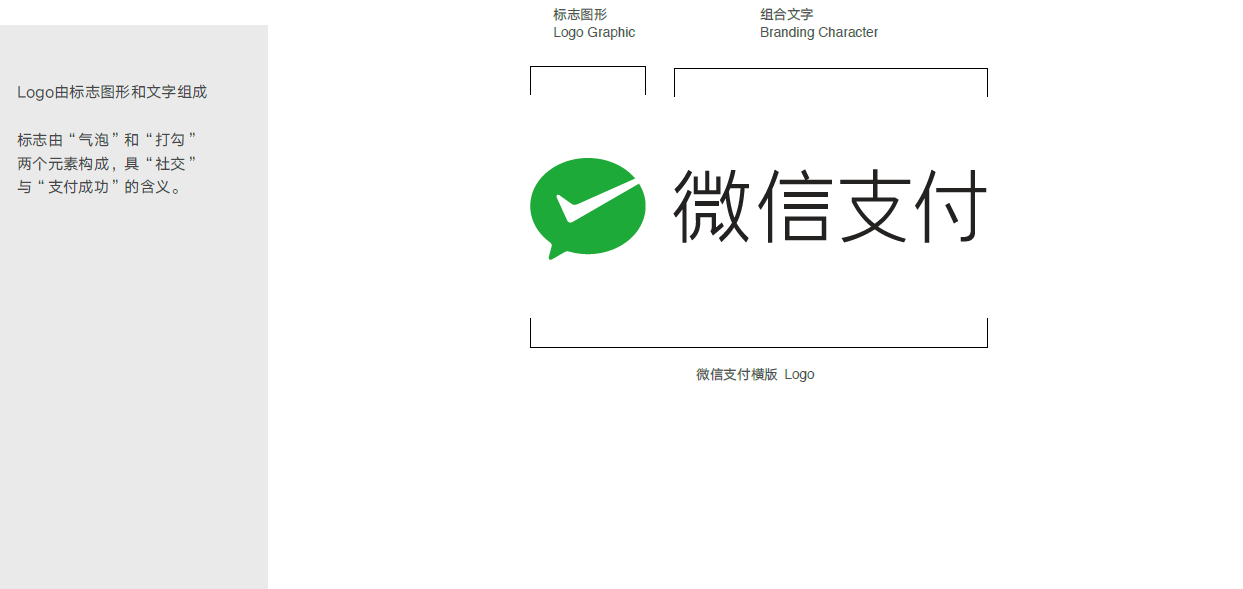 标志图形
Logo Graphic
组合文字
Branding Character
Logo由标志图形和文字组成
标志由“气泡”和“打勾”
两个元素构成，具“社交”
与“支付成功”的含义。
微信支付
微信支付横版 Logo